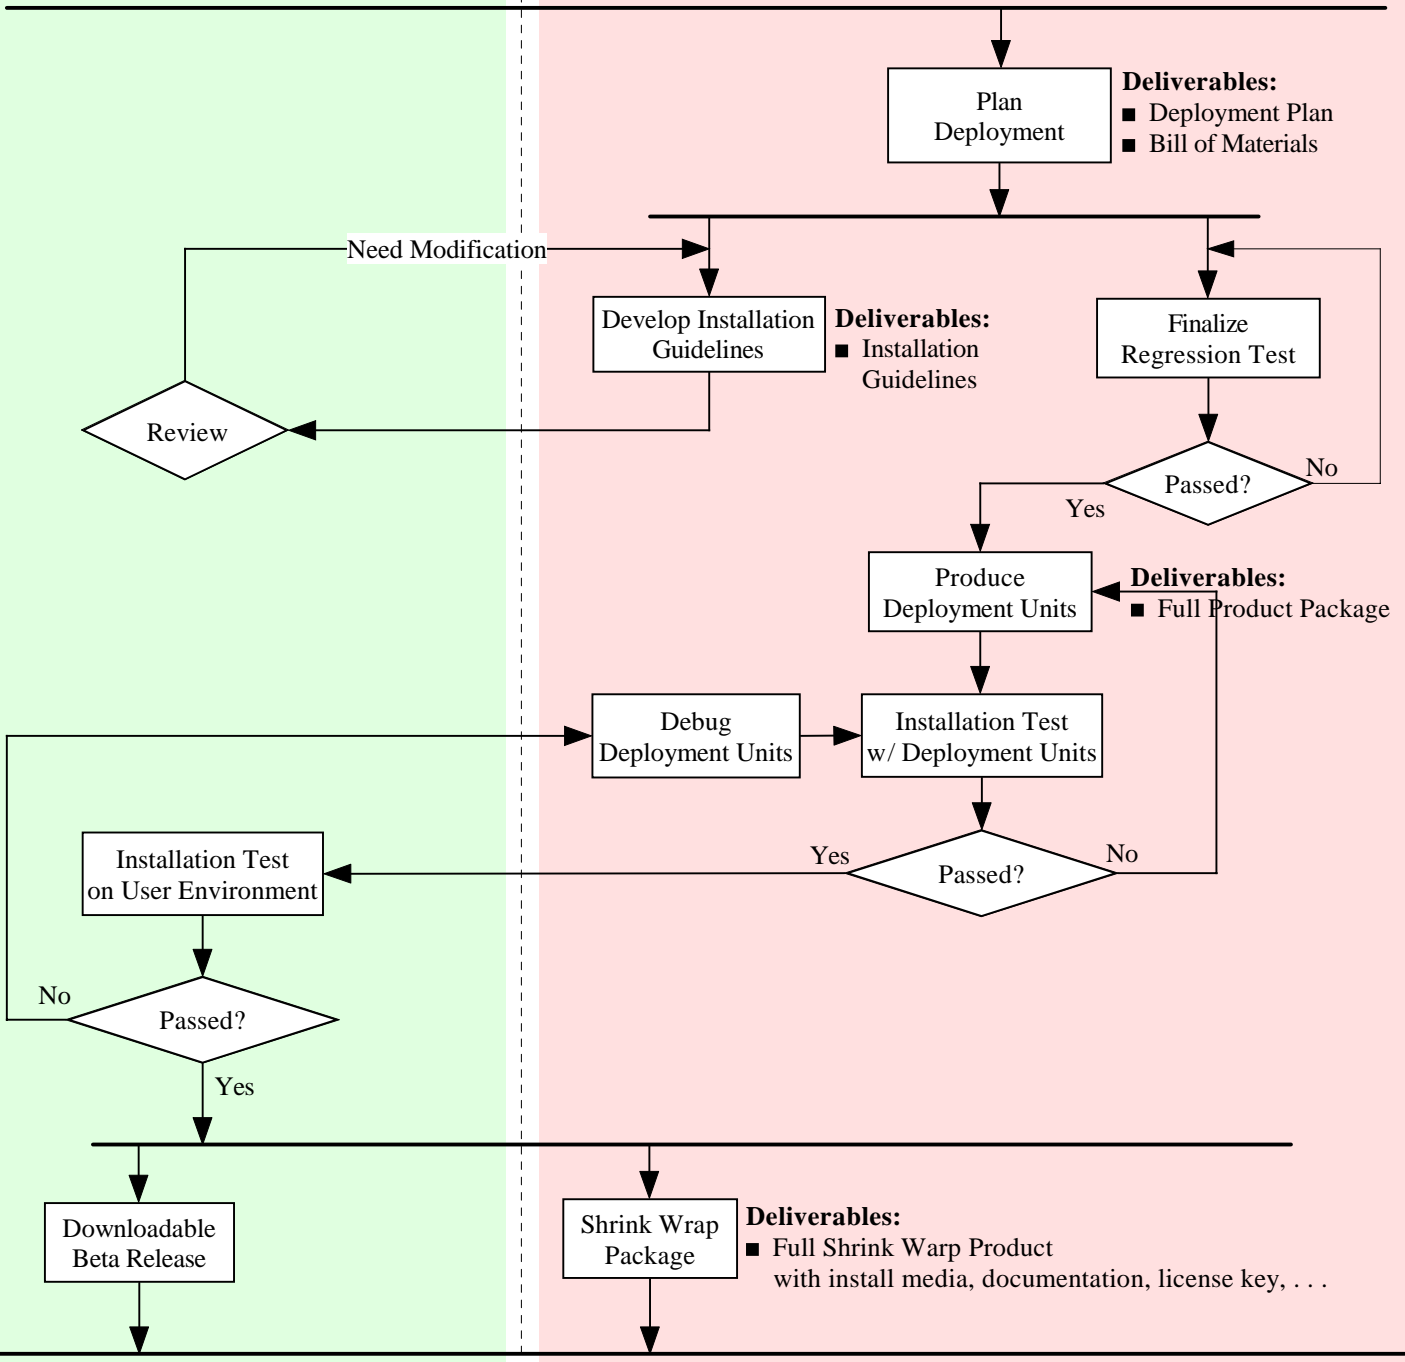 Plan
Deployment
Deliverables:
■ Deployment Plan
■ Bill of Materials
Need Modification
Develop Installation
Guidelines
Deliverables:
■ Installation
Guidelines
Finalize
Regression Test
Review
Passed?
No
Yes
Produce
Deployment Units
Deliverables:
■ Full Product Package
Debug
Deployment Units
Installation Test
w/ Deployment Units
Installation Test
on User Environment
Yes
Passed?
No
No
Passed?
Yes
Downloadable
Beta Release
Shrink Wrap
Package
Deliverables:
■ Full Shrink Warp Product
with install media, documentation, license key, . . .